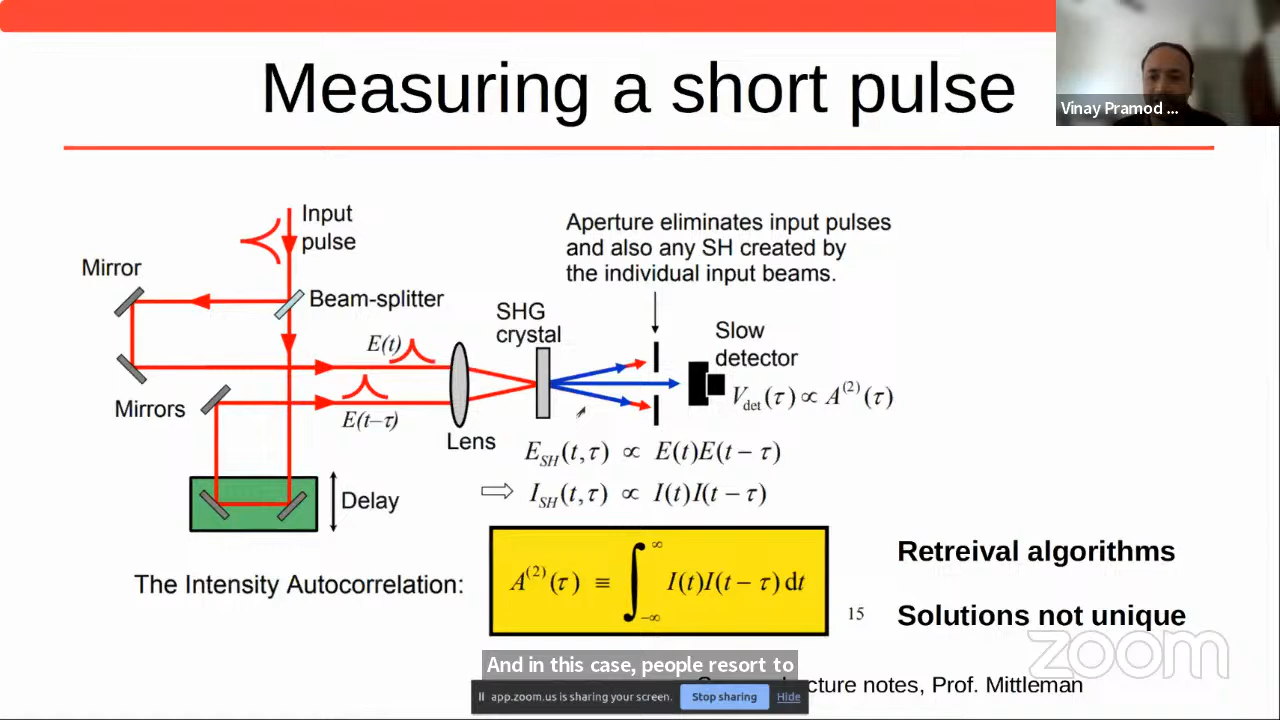 Measuring a short pulse
Vinay Pramod ...
Input
pulse
Mirror
Beam-splitter
E(t)
Mirrors
E(t–τ)
Lens
Delay
SHG
crystal
Aperture eliminates input pulses
and also any SH created by
the individual input beams.
Slow
detector
V_det(τ) ∝ A^(2)(τ)
E_SH(t,τ) ∝ E(t)E(t − τ)
⇨ I_SH(t,τ) ∝ I(t)I(t − τ)
The Intensity Autocorrelation:
A^(2)(τ) ≡ ∫_−∞^∞ I(t)I(t − τ) dt
Retreival algorithms
15
Solutions not unique
zoom
And in this case, people resort to
cture notes, Prof. Mittleman
app.zoom.us is sharing your screen.
Stop sharing
Hide